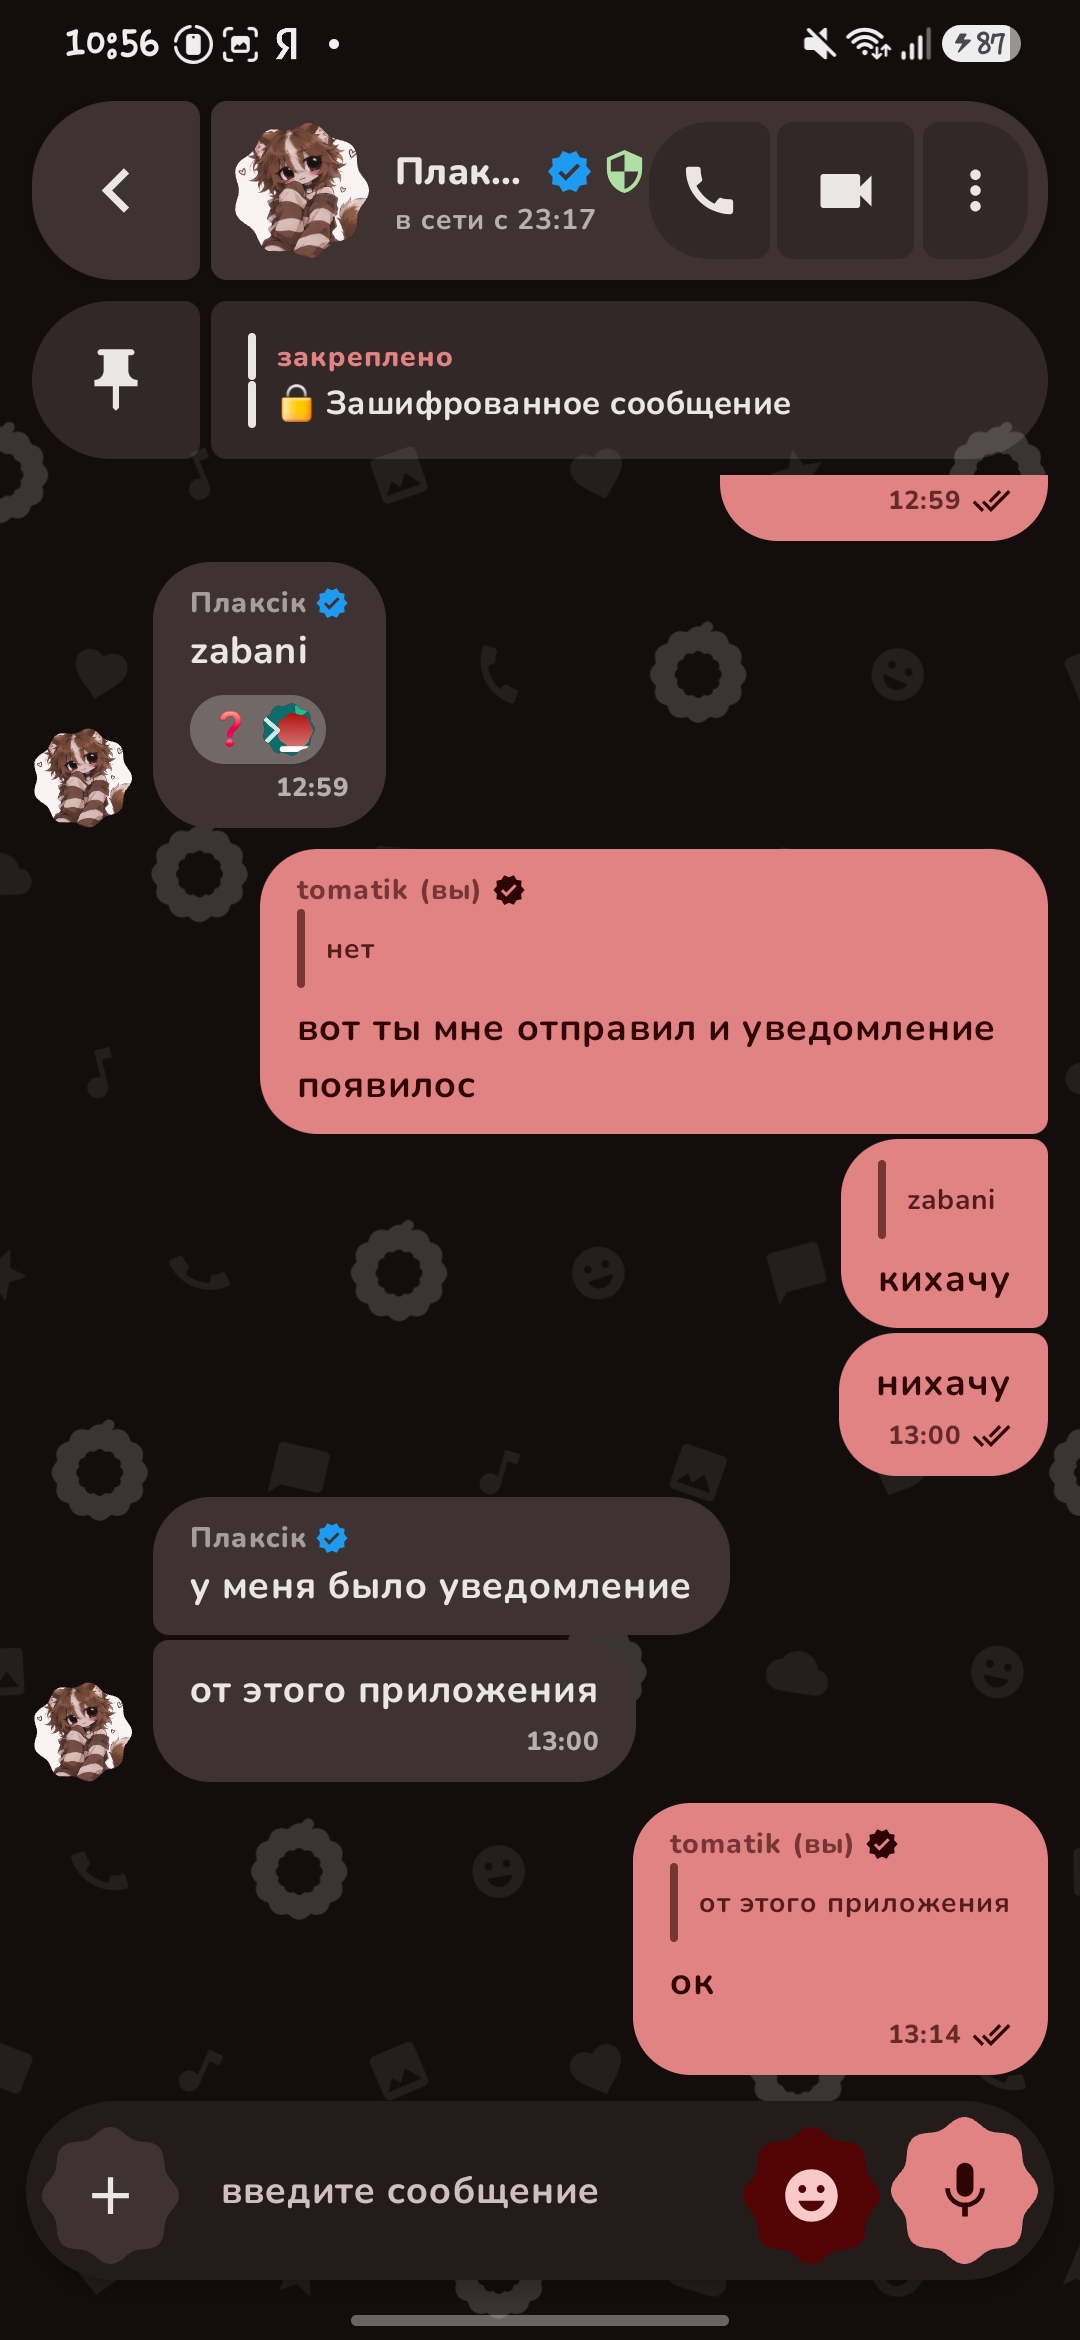 10:56 Я 87
Плак...
в сети с 23:17
закреплено
🔒 Зашифрованное сообщение
12:59
Плаксік
zabani
❓
12:59
tomatik (вы)
нет
вот ты мне отправил и уведомление
появилос
zabani
кихачу
нихачу
13:00
Плаксік
у меня было уведомление
от этого приложения
13:00
tomatik (вы)
от этого приложения
ок
13:14
введите сообщение